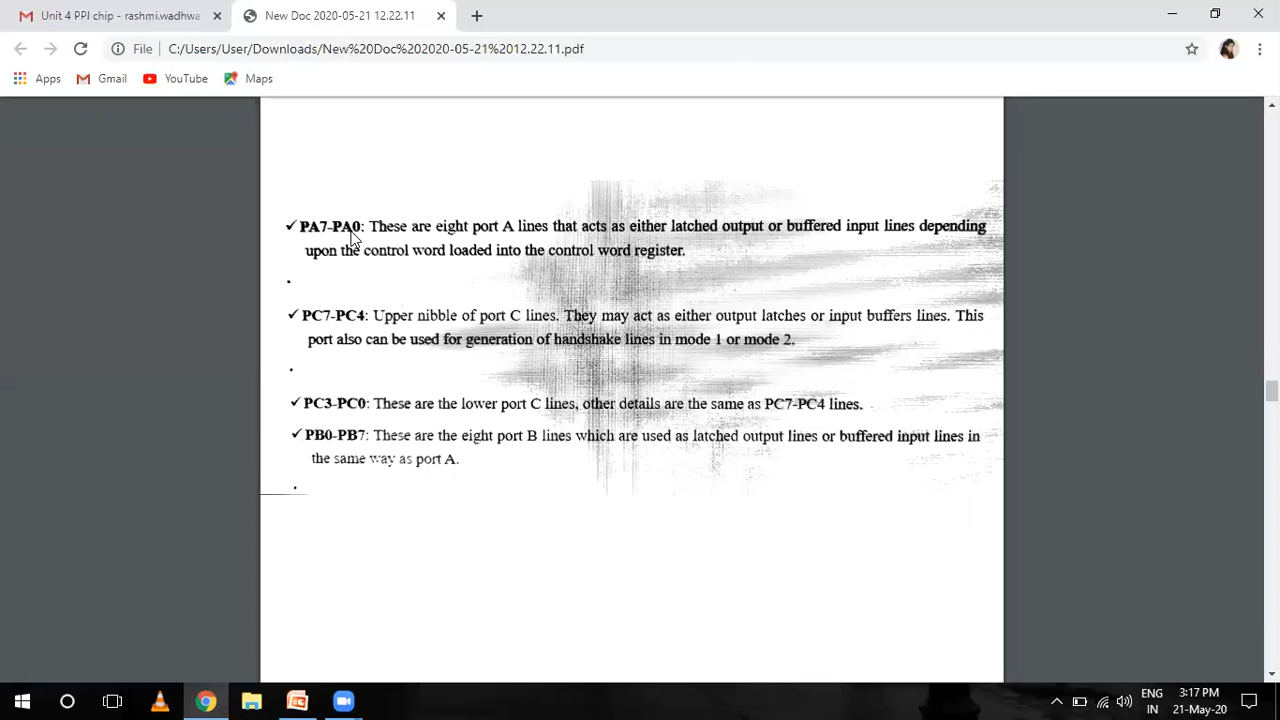 Unit 4 PPI chip - rashmi.wadhwa
New Doc 2020-05-21 12.22.11
File | C:/Users/User/Downloads/New%20Doc%202020-05-21%2012.22.11.pdf
Apps Gmail YouTube Maps
✓ PA7-PA0: These are eight port A lines that acts as either latched output or buffered input lines depending
upon the control word loaded into the control word register.
✓ PC7-PC4: Upper nibble of port C lines. They may act as either output latches or input buffers lines. This
port also can be used for generation of handshake lines in mode 1 or mode 2.
✓ PC3-PC0: These are the lower port C lines, other details are the same as PC7-PC4 lines.
✓ PB0-PB7: These are the eight port B lines which are used as latched output lines or buffered input lines in
the same way as port A.
ENG
IN
3:17 PM
21-May-20